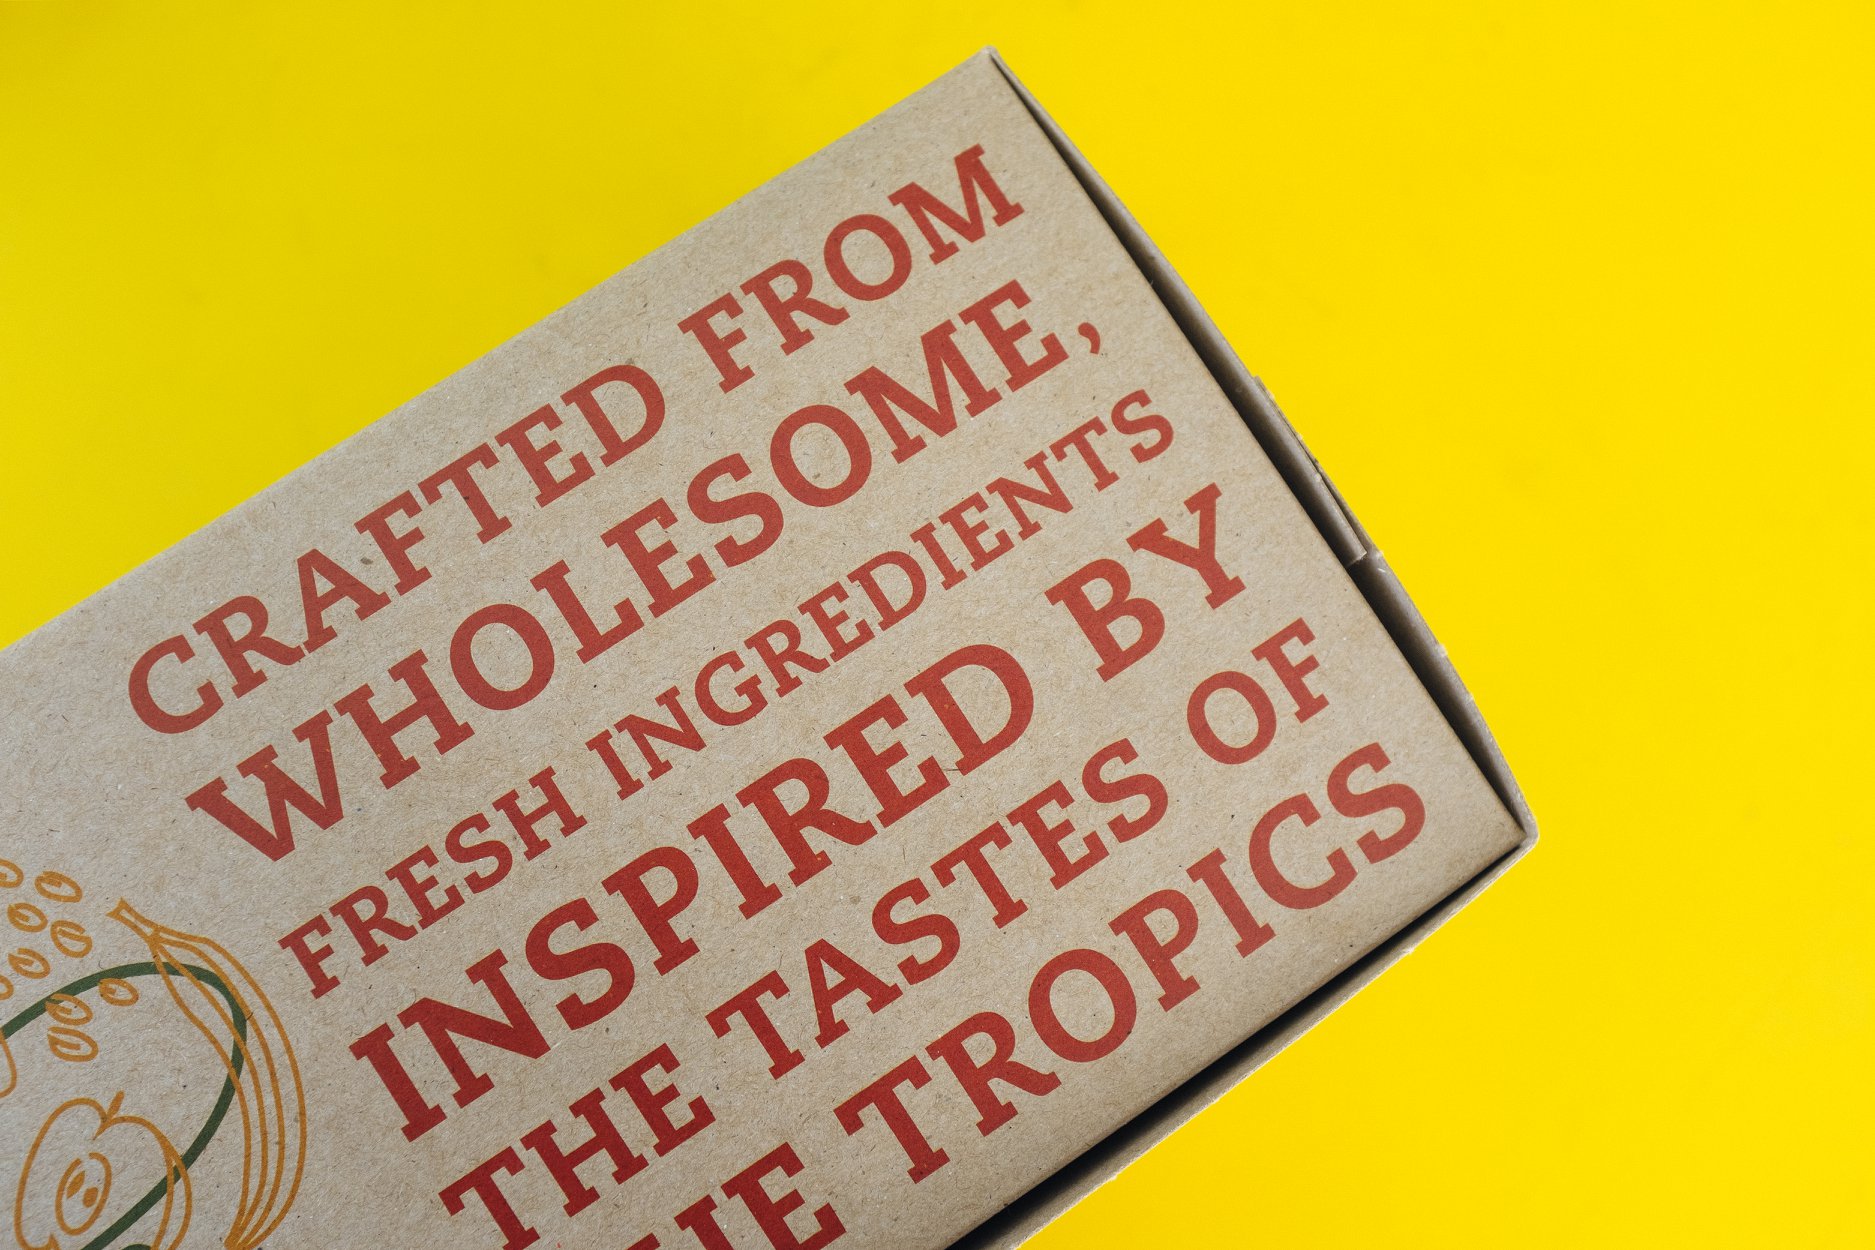 CRAFTED FROM
WHOLESOME,
FRESH INGREDIENTS
INSPIRED BY
THE TASTES OF
TROPICS